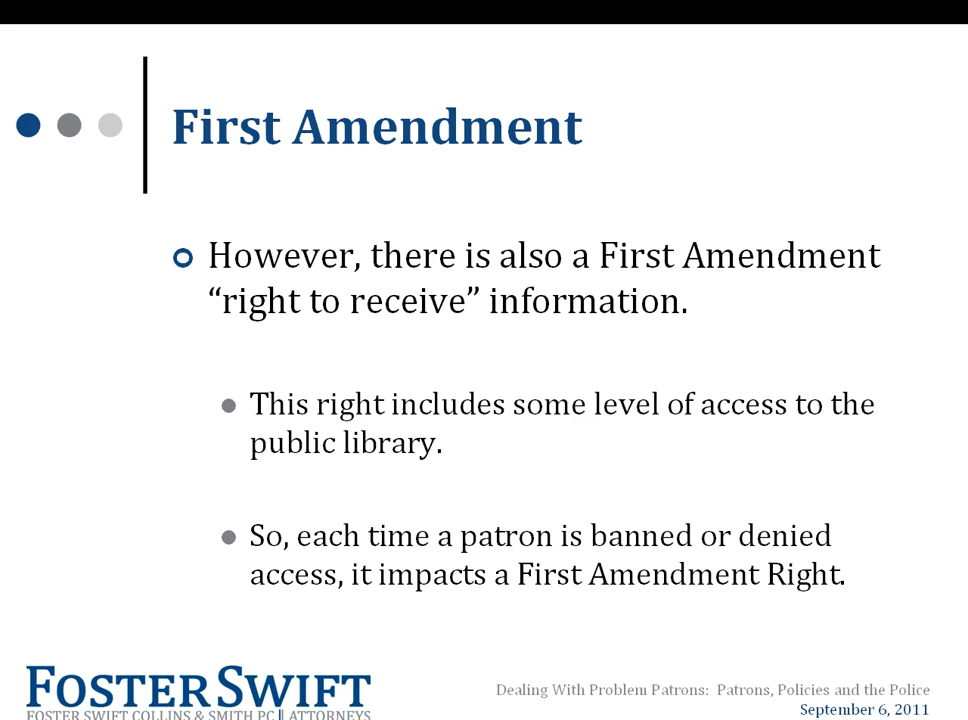 First Amendment
However, there is also a First Amendment
“right to receive” information.
This right includes some level of access to the
public library.
So, each time a patron is banned or denied
access, it impacts a First Amendment Right.
FOSTER SWIFT
FOSTER SWIFT COLLINS & SMITH PC || ATTORNEYS
Dealing With Problem Patrons: Patrons, Policies and the Police
September 6, 2011